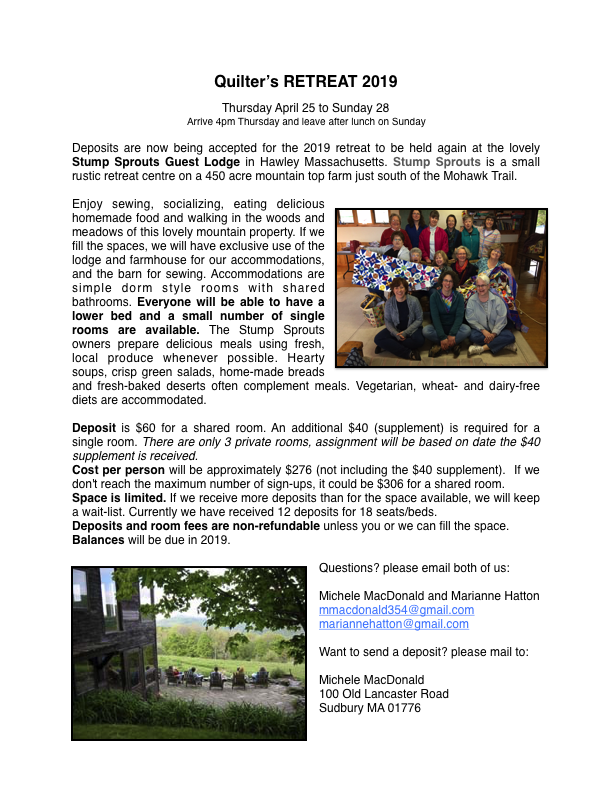 Quilter’s RETREAT 2019
Thursday April 25 to Sunday 28
Arrive 4pm Thursday and leave after lunch on Sunday
Deposits are now being accepted for the 2019 retreat to be held again at the lovely
Stump Sprouts Guest Lodge in Hawley Massachusetts. Stump Sprouts is a small
rustic retreat centre on a 450 acre mountain top farm just south of the Mohawk Trail.
Enjoy sewing, socializing, eating delicious
homemade food and walking in the woods and
meadows of this lovely mountain property. If we
fill the spaces, we will have exclusive use of the
lodge and farmhouse for our accommodations,
and the barn for sewing. Accommodations are
simple dorm style rooms with shared
bathrooms. Everyone will be able to have a
lower bed and a small number of single
rooms are available. The Stump Sprouts
owners prepare delicious meals using fresh,
local produce whenever possible. Hearty
soups, crisp green salads, home-made breads
and fresh-baked deserts often complement meals. Vegetarian, wheat- and dairy-free
diets are accommodated.
Deposit is $60 for a shared room. An additional $40 (supplement) is required for a
single room. There are only 3 private rooms, assignment will be based on date the $40
supplement is received.
Cost per person will be approximately $276 (not including the $40 supplement). If we
don't reach the maximum number of sign-ups, it could be $306 for a shared room.
Space is limited. If we receive more deposits than for the space available, we will keep
a wait-list. Currently we have received 12 deposits for 18 seats/beds.
Deposits and room fees are non-refundable unless you or we can fill the space.
Balances will be due in 2019.
Questions? please email both of us:
Michele MacDonald and Marianne Hatton
mmacdonald354@gmail.com
mariannehatton@gmail.com
Want to send a deposit? please mail to:
Michele MacDonald
100 Old Lancaster Road
Sudbury MA 01776